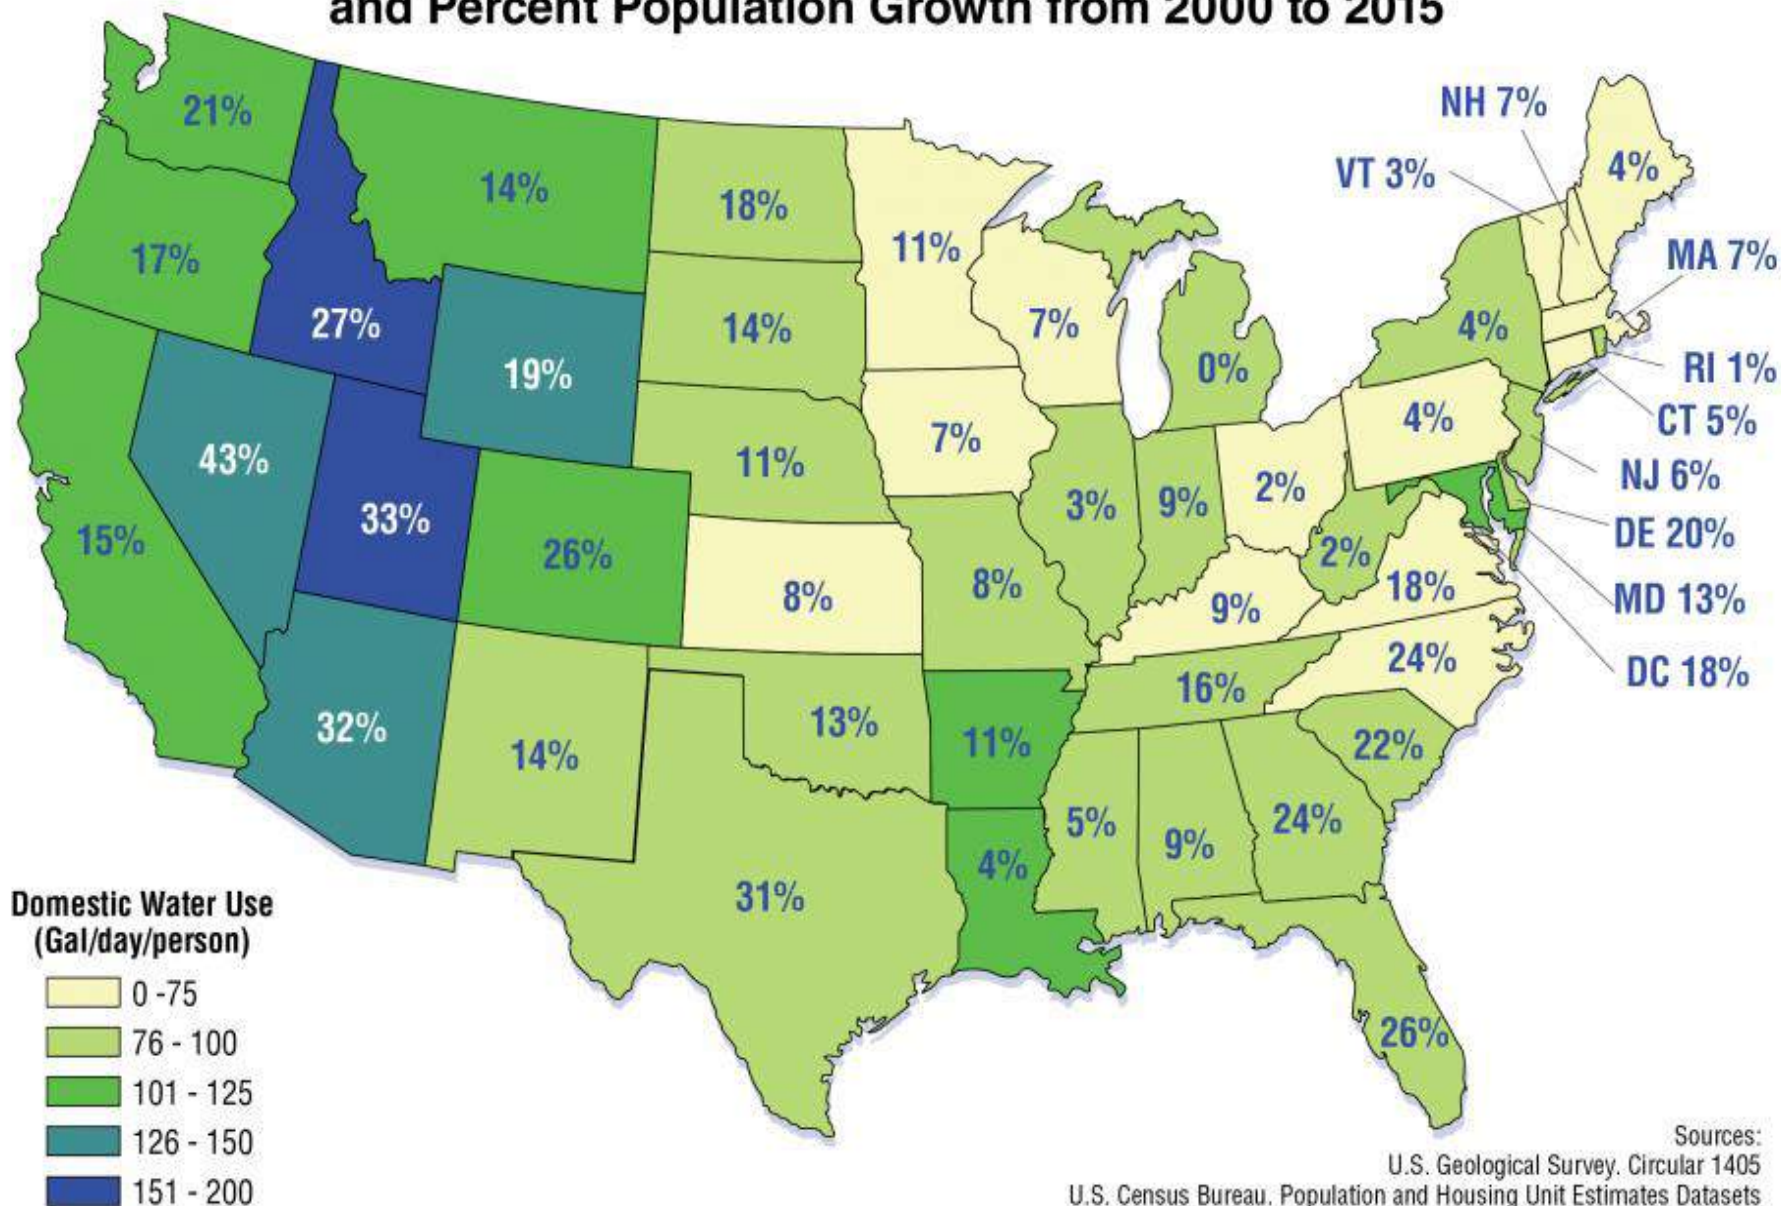 and Percent Population Growth from 2000 to 2015
NH 7%
21%
4%
VT 3%
14%
18%
11%
17%
MA 7%
27%
14%
7%
4%
19%
0%
RI 1%
4%
CT 5%
43%
11%
7%
NJ 6%
33%
3%
9%
2%
15%
26%
2%
DE 20%
8%
8%
9%
18%
MD 13%
24%
DC 18%
16%
32%
14%
13%
11%
22%
5%
9%
24%
4%
31%
26%
Domestic Water Use
(Gal/day/person)
0 -75
76 - 100
101 - 125
126 - 150
151 - 200
Sources:
U.S. Geological Survey. Circular 1405
U.S. Census Bureau. Population and Housing Unit Estimates Datasets